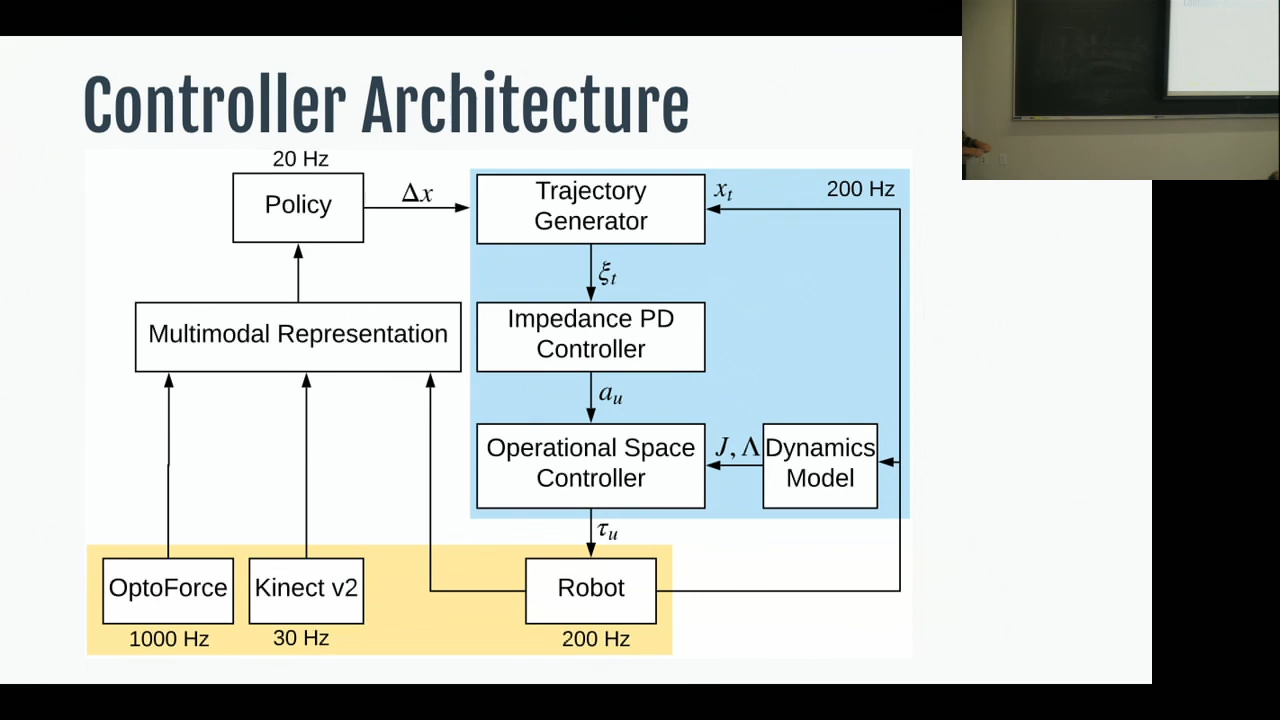 Controller Architecture
20 Hz
Policy
Δx
Trajectory
Generator
x_t
200 Hz
ξ_t
Multimodal Representation
Impedance PD
Controller
a_u
Operational Space
Controller
J, Λ
Dynamics
Model
τ_u
OptoForce
Kinect v2
Robot
1000 Hz
30 Hz
200 Hz